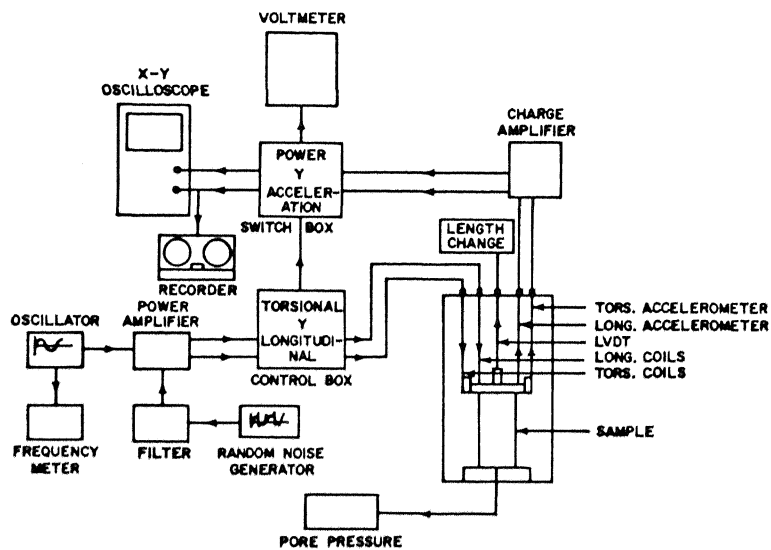 VOLTMETER
X-Y
OSCILLOSCOPE
CHARGE
AMPLIFIER
POWER
Y
ACCELER-
ATION
SWITCH BOX
LENGTH
CHANGE
RECORDER
POWER
AMPLIFIER
OSCILLATOR
TORSIONAL
Y
LONGITUDI-
NAL
CONTROL BOX
TORS. ACCELEROMETER
LONG. ACCELEROMETER
LVDT
LONG. COILS
TORS. COILS
SAMPLE
FREQUENCY
METER
FILTER
RANDOM NOISE
GENERATOR
PORE PRESSURE